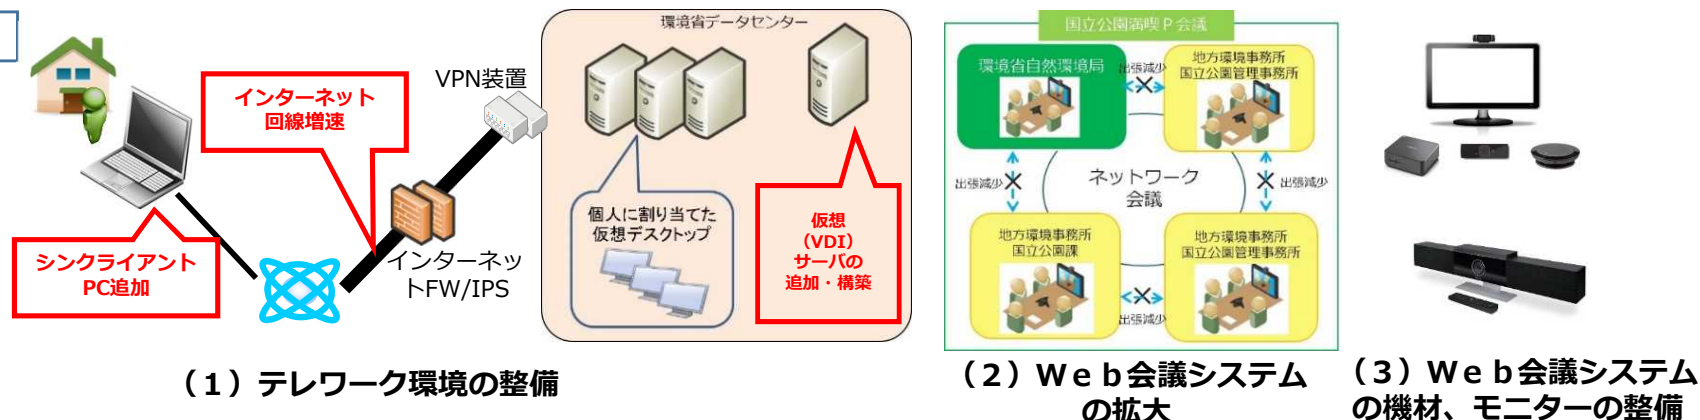 環境省データセンター
VPN装置
インターネット
回線増速
シンクライアント
PC追加
インターネッ
トFW/IPS
個人に割り当てた
仮想デスクトップ
仮想
（VDI）
サーバの
追加・構築
（１）テレワーク環境の整備
国立公園満喫Ｐ会議
環境省自然環境局
出張減少
地方環境事務所
国立公園管理事務所
出張減少
ネットワーク
会議
出張減少
地方環境事務所
国立公園課
地方環境事務所
国立公園管理事務所
出張減少
（２）Ｗｅｂ会議システム
の拡大
（３）Ｗｅｂ会議システム
の機材、モニターの整備